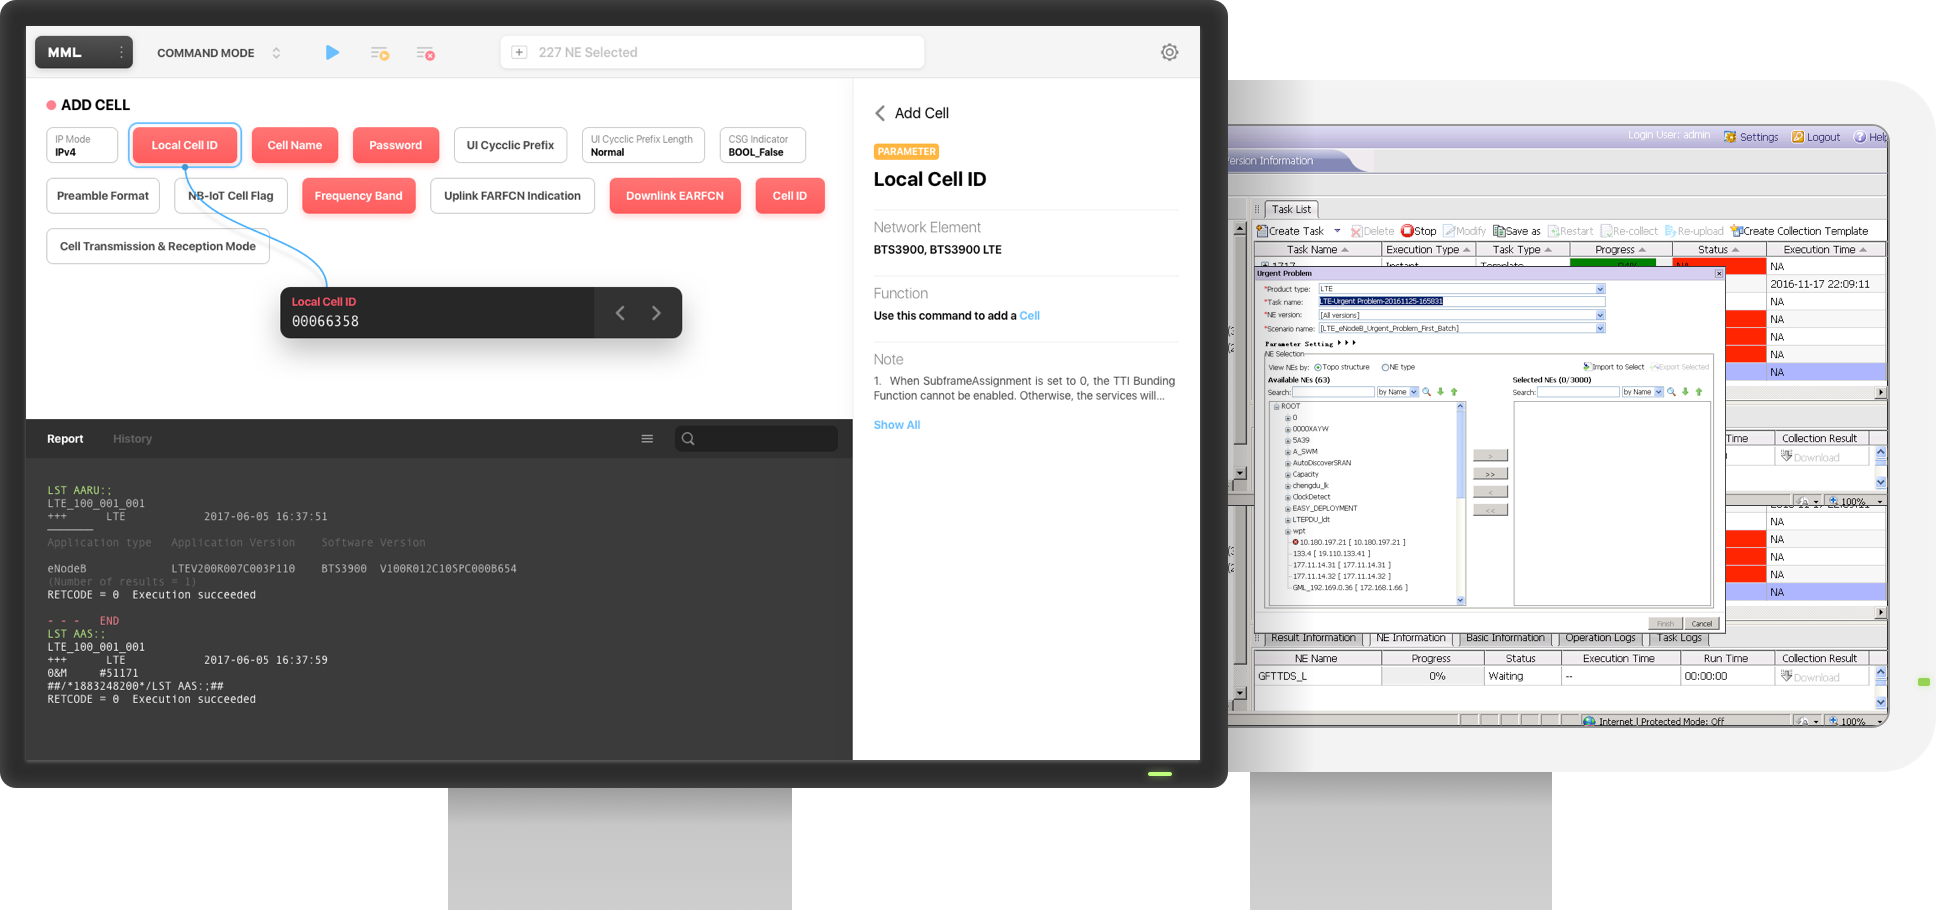 MML
COMMAND MODE
227 NE Selected
ADD CELL
IP Mode
IPv4
Local Cell ID
Cell Name
Password
UI Cycclic Prefix
UI Cycclic Prefix Length
Normal
CSG Indicator
BOOL_False
Preamble Format
NB-IoT Cell Flag
Frequency Band
Uplink FARFCN Indication
Downlink EARFCN
Cell ID
Cell Transmission & Reception Mode
Local Cell ID
00066358
Add Cell
PARAMETER
Local Cell ID
Network Element
BTS3900, BTS3900 LTE
Function
Use this command to add a Cell
Note
1. When SubframeAssignment is set to 0, the TTI Bunding
Function cannot be enabled. Otherwise, the services will...
Show All
Report
History
LST AARU:;
LTE_100_001_001
+++ LTE 2017-06-05 16:37:51
Application type Application Version Software Version
eNodeB LTEV200R007C003P110 BTS3900 V100R012C10SPC000B654
(Number of results = 1)
RETCODE = 0 Execution succeeded
- - - END
LST AAS:;
LTE_100_001_001
+++ LTE 2017-06-05 16:37:59
0&M #51171
##/*1883248200*/LST AAS:;##
RETCODE = 0 Execution succeeded
Login User: admin
Settings
Logout
Help
ersion Information
Task List
Create Task
Delete
Stop
Modify
Save as
Restart
Re-collect
Re-upload
Create Collection Template
Task Name Execution Type Task Type Progress Status Execution Time
NA
2016-11-17 22:09:11
NA
NA
NA
NA
NA
Urgent Problem
*Product type: LTE
*Task name: LTE-Urgent Problem-20161125-165831
*NE version: [All versions]
*Scenario name: [LTE_eNodeB_Urgent_Problem_First_Batch]
Parameter Setting
NE Selection
View NEs by: Topo structure NE type
Import to Select Export Selected
Available NEs (63)
Selected NEs (0/3000)
Search: by Name
Search: by Name
ROOT
0
0000XAYW
5A39
A_SWM
AutoDiscoverSRAN
Capacity
chengdu_lk
ClockDetect
EASY_DEPLOYMENT
LTEPDU_ldt
wpt
10.180.197.21 [ 10.180.197.21 ]
133.4 [ 19.110.133.41 ]
177.11.14.31 [ 177.11.14.31 ]
177.11.14.32 [ 177.11.14.32 ]
GML_192.169.0.36 [ 172.168.1.66 ]
>
>>
<
<<
Finish
Cancel
Time
Collection Result
Download
100%
NA
NA
NA
NA
NA
Result Information NE Information Basic Information Operation Logs Task Logs
NE Name Progress Status Execution Time Run Time Collection Result
GFTTDS_L 0% Waiting -- 00:00:00 Download
Internet | Protected Mode: Off
100%